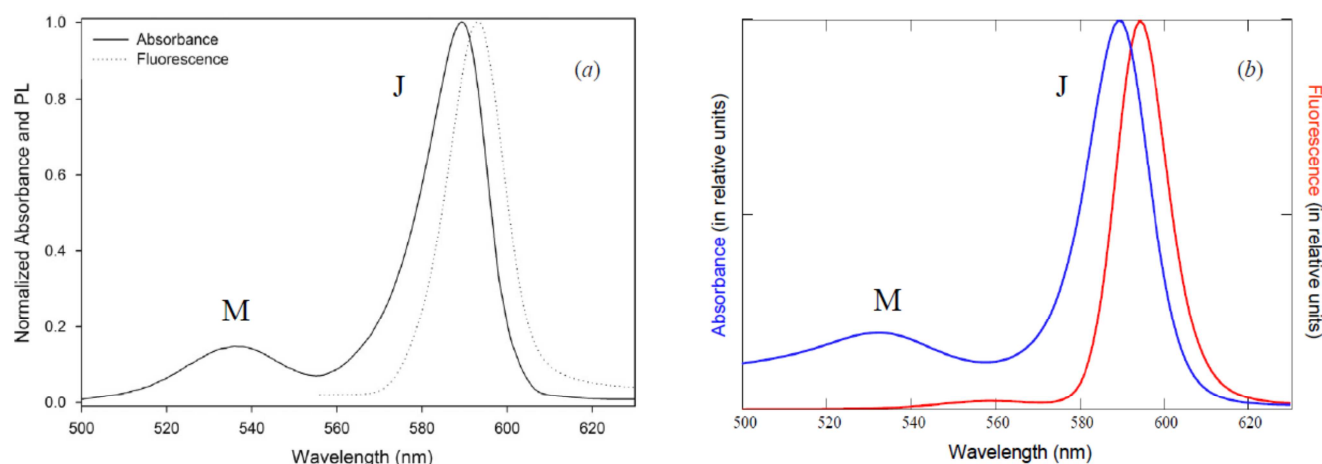 1.0
0.8
0.6
0.4
0.2
0.0
Normalized Absorbance and PL
Absorbance
Fluorescence
(a)
J
M
500 520 540 560 580 600 620
Wavelength (nm)
Absorbance (in relative units)
(b)
J
M
500 520 540 560 580 600 620
Wavelength (nm)
Fluorescence (in relative units)